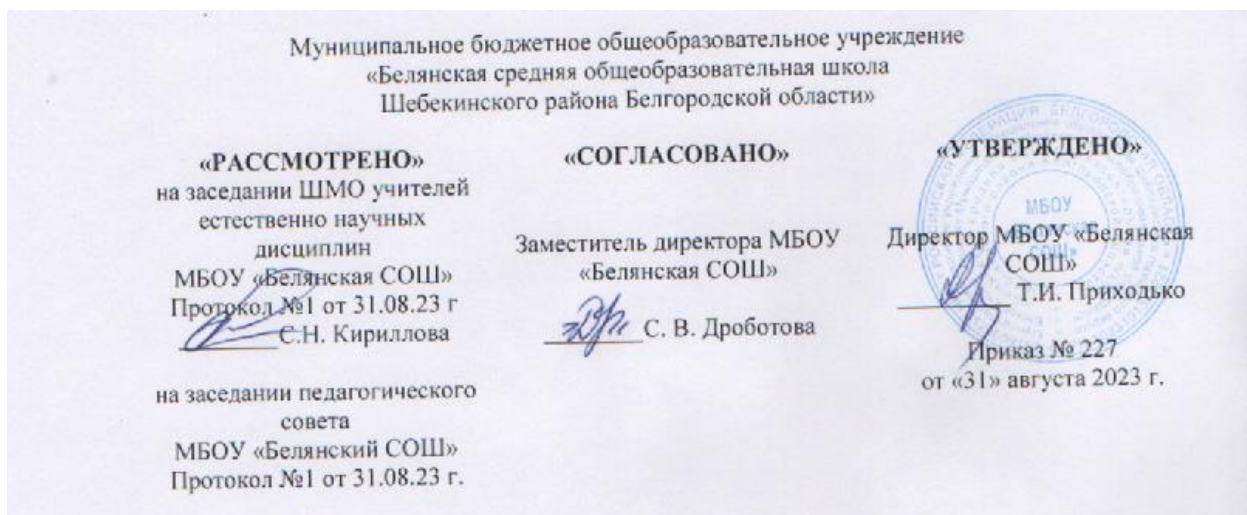 Муниципальное бюджетное общеобразовательное учреждение
«Белянская средняя общеобразовательная школа
Шебекинского района Белгородской области»
«РАССМОТРЕНО»
на заседании ШМО учителей
естественно научных
дисциплин
МБОУ «Белянская СОШ»
Протокол №1 от 31.08.23 г
С.Н. Кириллова
на заседании педагогического
совета
МБОУ «Белянский СОШ»
Протокол №1 от 31.08.23 г.
«СОГЛАСОВАНО»
Заместитель директора МБОУ
«Белянская СОШ»
С. В. Дроботова
«УТВЕРЖДЕНО»
Директор МБОУ «Белянская
СОШ»
Т.И. Приходько
Приказ № 227
от «31» августа 2023 г.
МБОУ
СОШ»